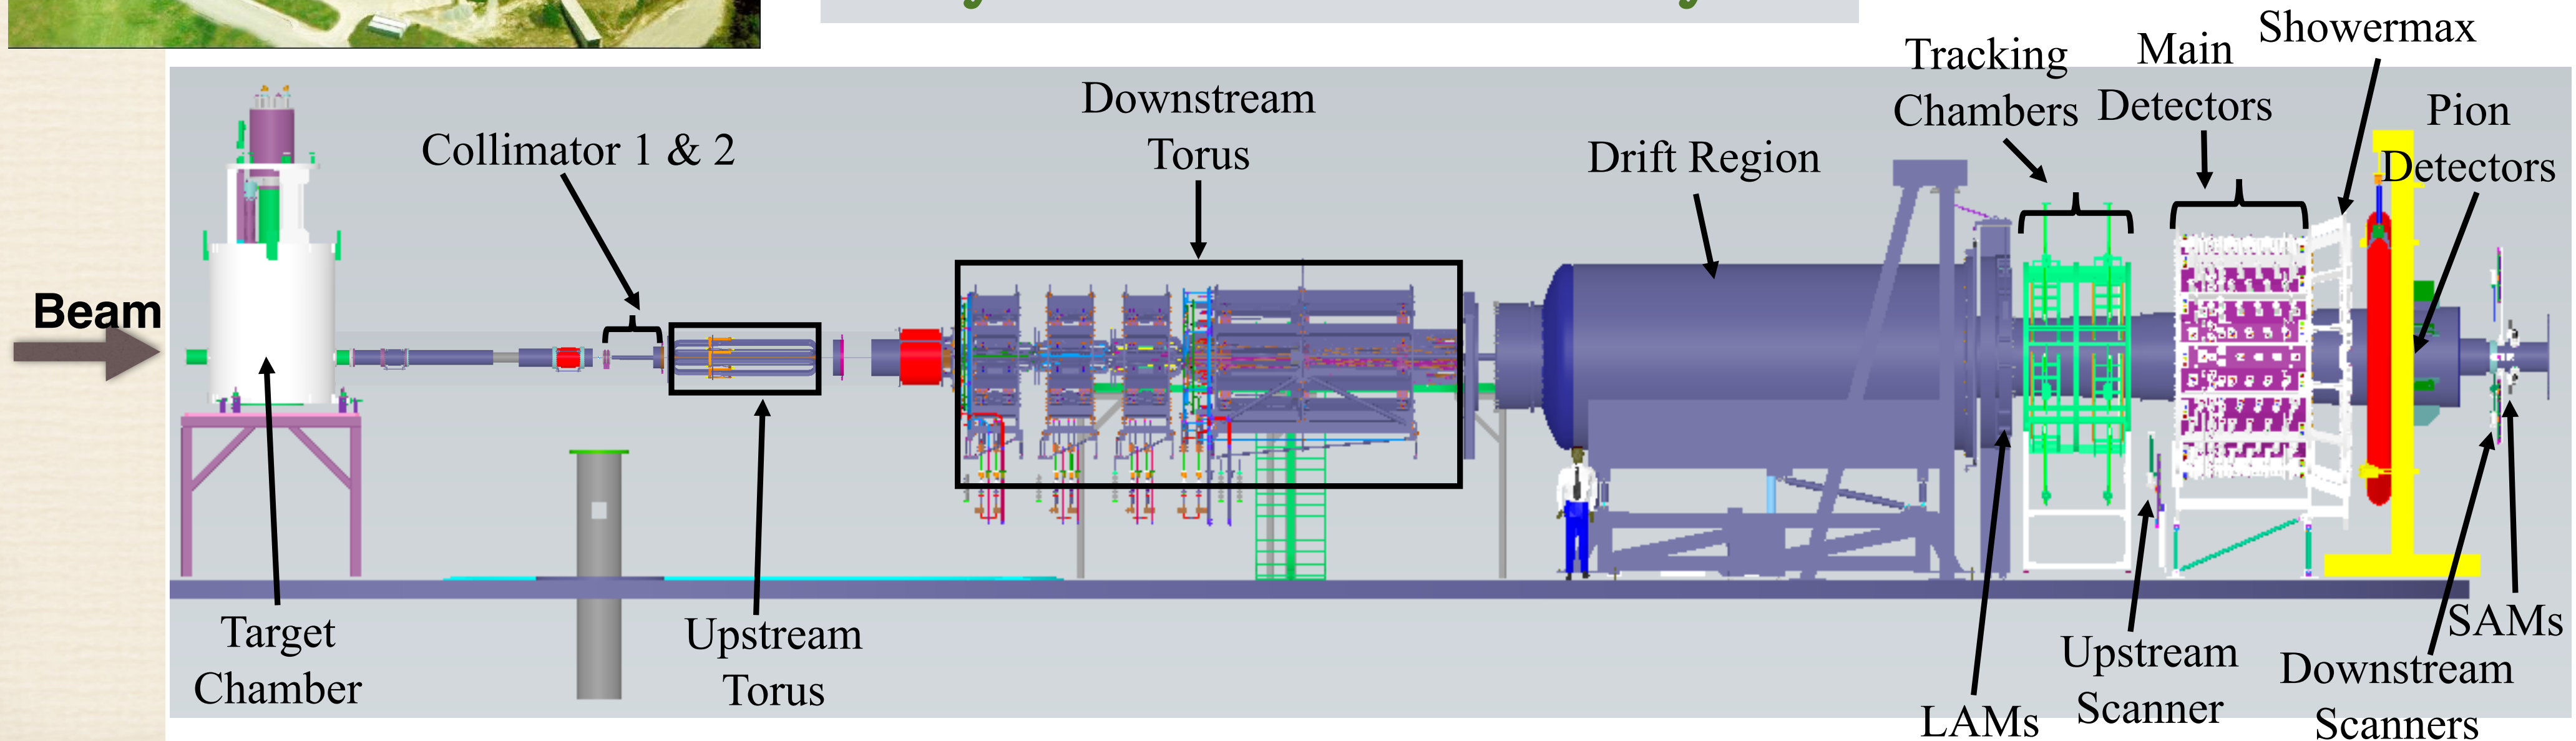 Showermax
Tracking
Chambers
Main
Detectors
Pion
Detectors
Downstream
Torus
Collimator 1 & 2
Drift Region
Beam
Target
Chamber
Upstream
Torus
LAMs
Upstream
Scanner
Downstream
Scanners
SAMs